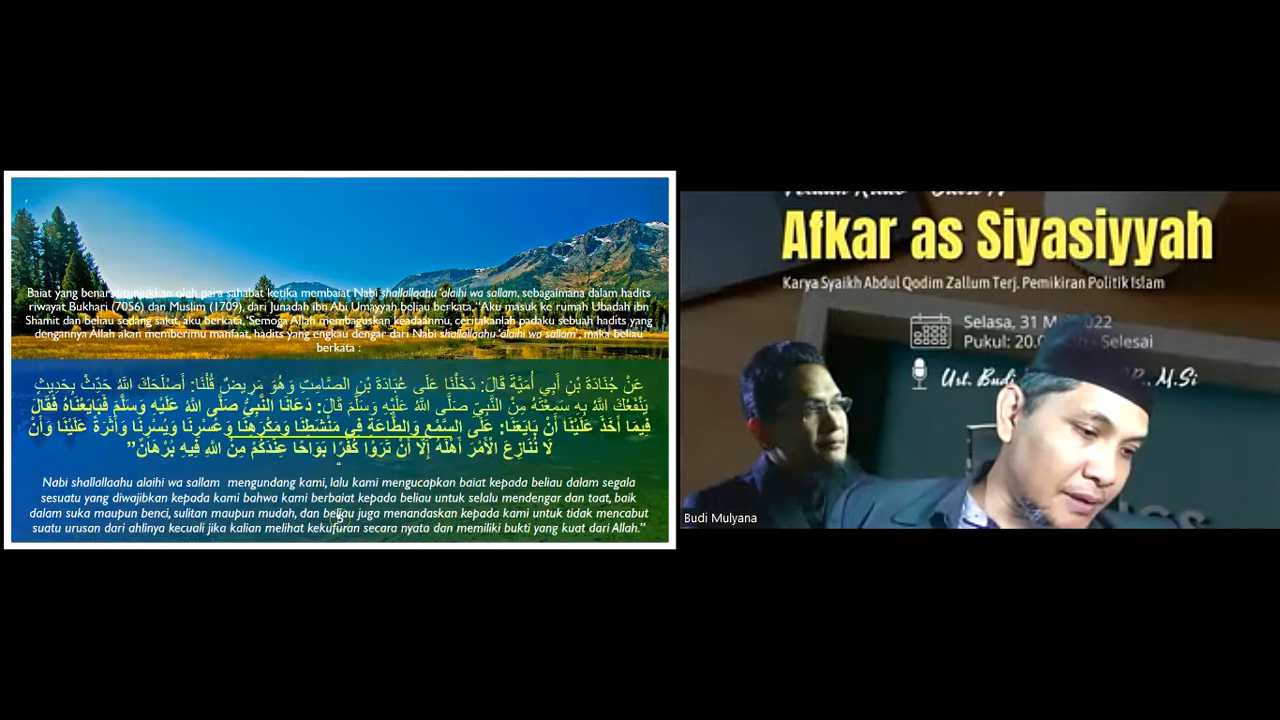 Baiat yang benar ditunjukkan oleh para sahabat ketika membaiat Nabi shallallaahu 'alaihi wa sallam, sebagaimana dalam hadits
riwayat Bukhari (7056) dan Muslim (1709), dari Junadah ibn Abi Umayyah beliau berkata, "Aku masuk ke rumah Ubadah ibn
Shamit dan beliau sedang sakit, aku berkata, 'Semoga Allah membaguskan keadaanmu, ceritakanlah padaku sebuah hadits yang
dengannya Allah akan memberimu manfaat, hadits yang engkau dengar dari Nabi shallallaahu 'alaihi wa sallam", maka beliau
berkata :
عَنْ جُنَادَةَ بْنِ أَبِي أُمَيَّةَ قَالَ: دَخَلْنَا عَلَى عُبَادَةَ بْنِ الصَّامِتِ وَهُوَ مَرِيضٌ قُلْنَا: أَصْلَحَكَ اللَّهُ حَدِّثْ بِحَدِيثٍ
يَنْفَعُكَ اللَّهُ بِهِ سَمِعْتَهُ مِنْ النَّبِيِّ صَلَّى اللَّهُ عَلَيْهِ وَسَلَّمَ قَالَ: دَعَانَا النَّبِيُّ صَلَّى اللَّهُ عَلَيْهِ وَسَلَّمَ فَبَايَعْنَاهُ فَقَالَ
فِيمَا أَخَذَ عَلَيْنَا أَنْ بَايَعَنَا: عَلَى السَّمْعِ وَالطَّاعَةِ فِي مَنْشَطِنَا وَمَكْرَهِنَا وَعُسْرِنَا وَيُسْرِنَا وَأَثَرَةً عَلَيْنَا وَأَنْ
لَا نُنَازِعَ الْأَمْرَ أَهْلَهُ إِلَّا أَنْ تَرَوْا كُفْرًا بَوَاحًا عِنْدَكُمْ مِنْ اللَّهِ فِيهِ بُرْهَانٌ”
Nabi shallallaahu alaihi wa sallam mengundang kami, lalu kami mengucapkan baiat kepada beliau dalam segala
sesuatu yang diwajibkan kepada kami bahwa kami berbaiat kepada beliau untuk selalu mendengar dan taat, baik
dalam suka maupun benci, sulitan maupun mudah, dan beliau juga menandaskan kepada kami untuk tidak mencabut
suatu urusan dari ahlinya kecuali jika kalian melihat kekufuran secara nyata dan memiliki bukti yang kuat dari Allah."
Afkar as Siyasiyyah
Karya Syaikh Abdul Qodim Zallum Terj. Pemikiran Politik Islam
Selasa, 31 M 2022
Pukul: 20.0 - Selesai
Ust. Budi M.Si
Budi Mulyana